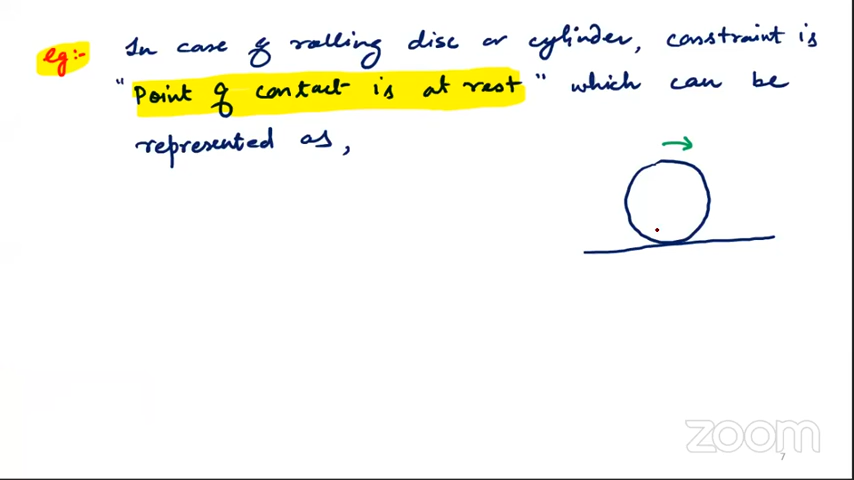 eg:- In case of rolling disc or cylinder, constraint is
"Point of contact is at rest" which can be
represented as,
zoom
7